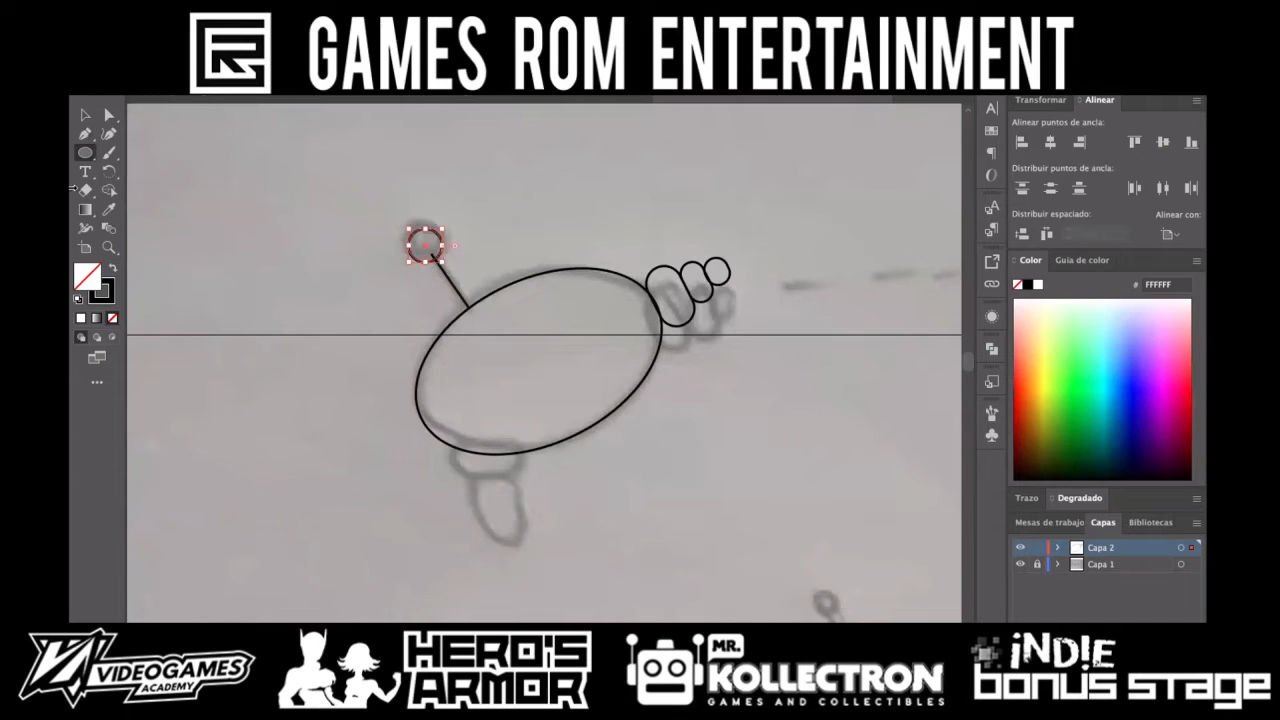 GAMES ROM ENTERTAINMENT
Transformar
Alinear
Alinear puntos de ancla:
Distribuir puntos de ancla:
Distribuir espaciado:
Alinear con:
Color
Guía de color
# FFFFFF
Trazo
Degradado
Mesas de trabajo
Capas
Bibliotecas
Capa 2
Capa 1
VIDEOGAMES
ACADEMY
HERO'S
ARMOR
MR.
KOLLECTRON
GAMES AND COLLECTIBLES
INDIE
BONUS STAGE